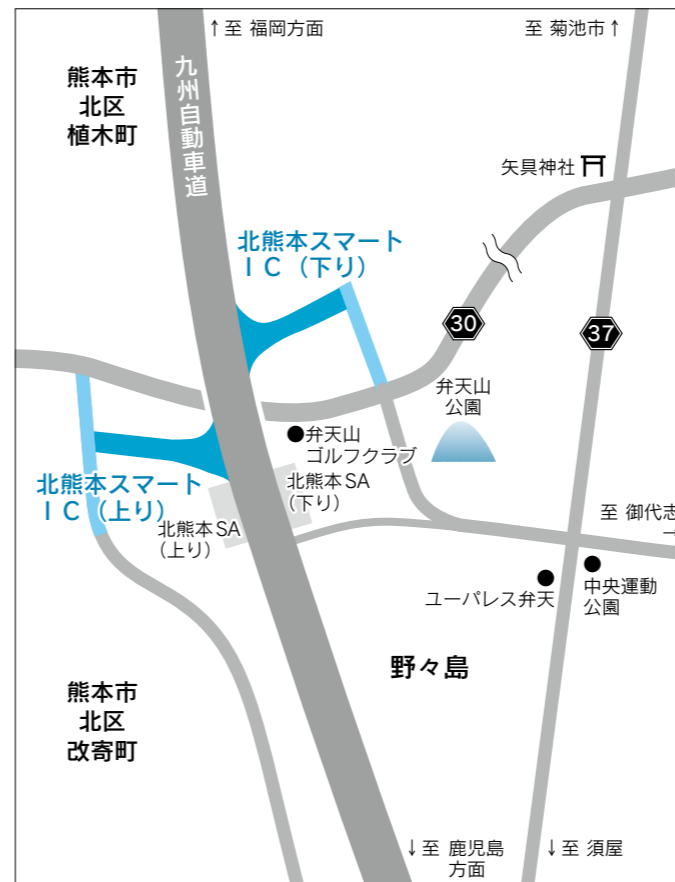 ↑至 福岡方面
至 菊池市↑
熊本市
北区
植木町
九州自動車道
矢具神社
北熊本スマート
ＩＣ（下り）
30
37
弁天山
公園
弁天山
ゴルフクラブ
北熊本スマート
ＩＣ（上り）
北熊本SA
（下り）
北熊本SA
（上り）
至 御代志
→
ユーパレス弁天
中央運動
公園
野々島
熊本市
北区
改寄町
↓至 鹿児島
方面
↓至 須屋